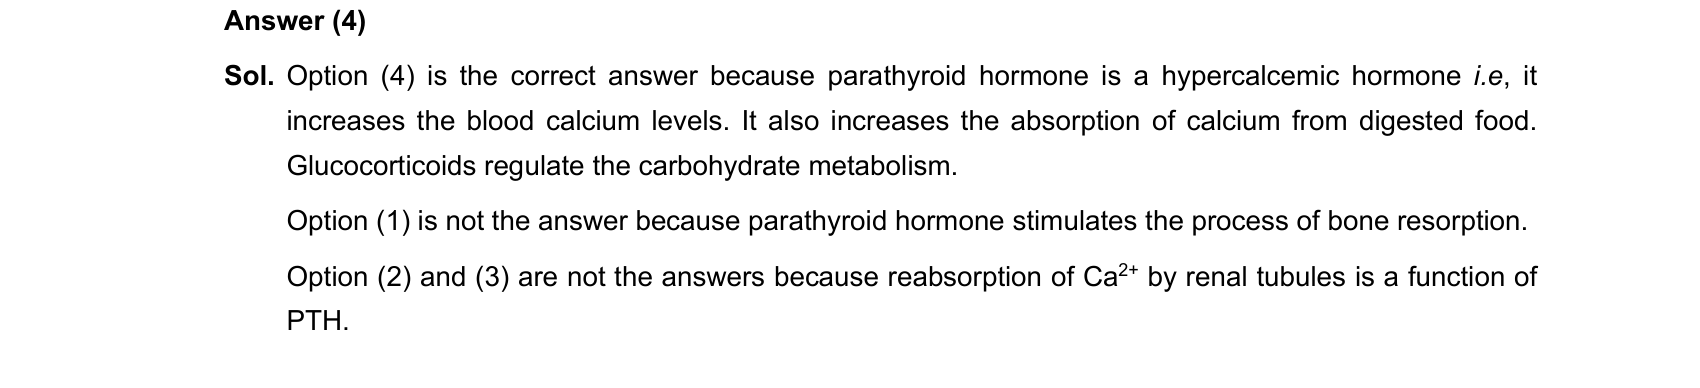 Answer (4)
Sol. Option (4) is the correct answer because parathyroid hormone is a hypercalcemic hormone i.e, it
increases the blood calcium levels. It also increases the absorption of calcium from digested food.
Glucocorticoids regulate the carbohydrate metabolism.
Option (1) is not the answer because parathyroid hormone stimulates the process of bone resorption.
Option (2) and (3) are not the answers because reabsorption of Ca²⁺ by renal tubules is a function of
PTH.